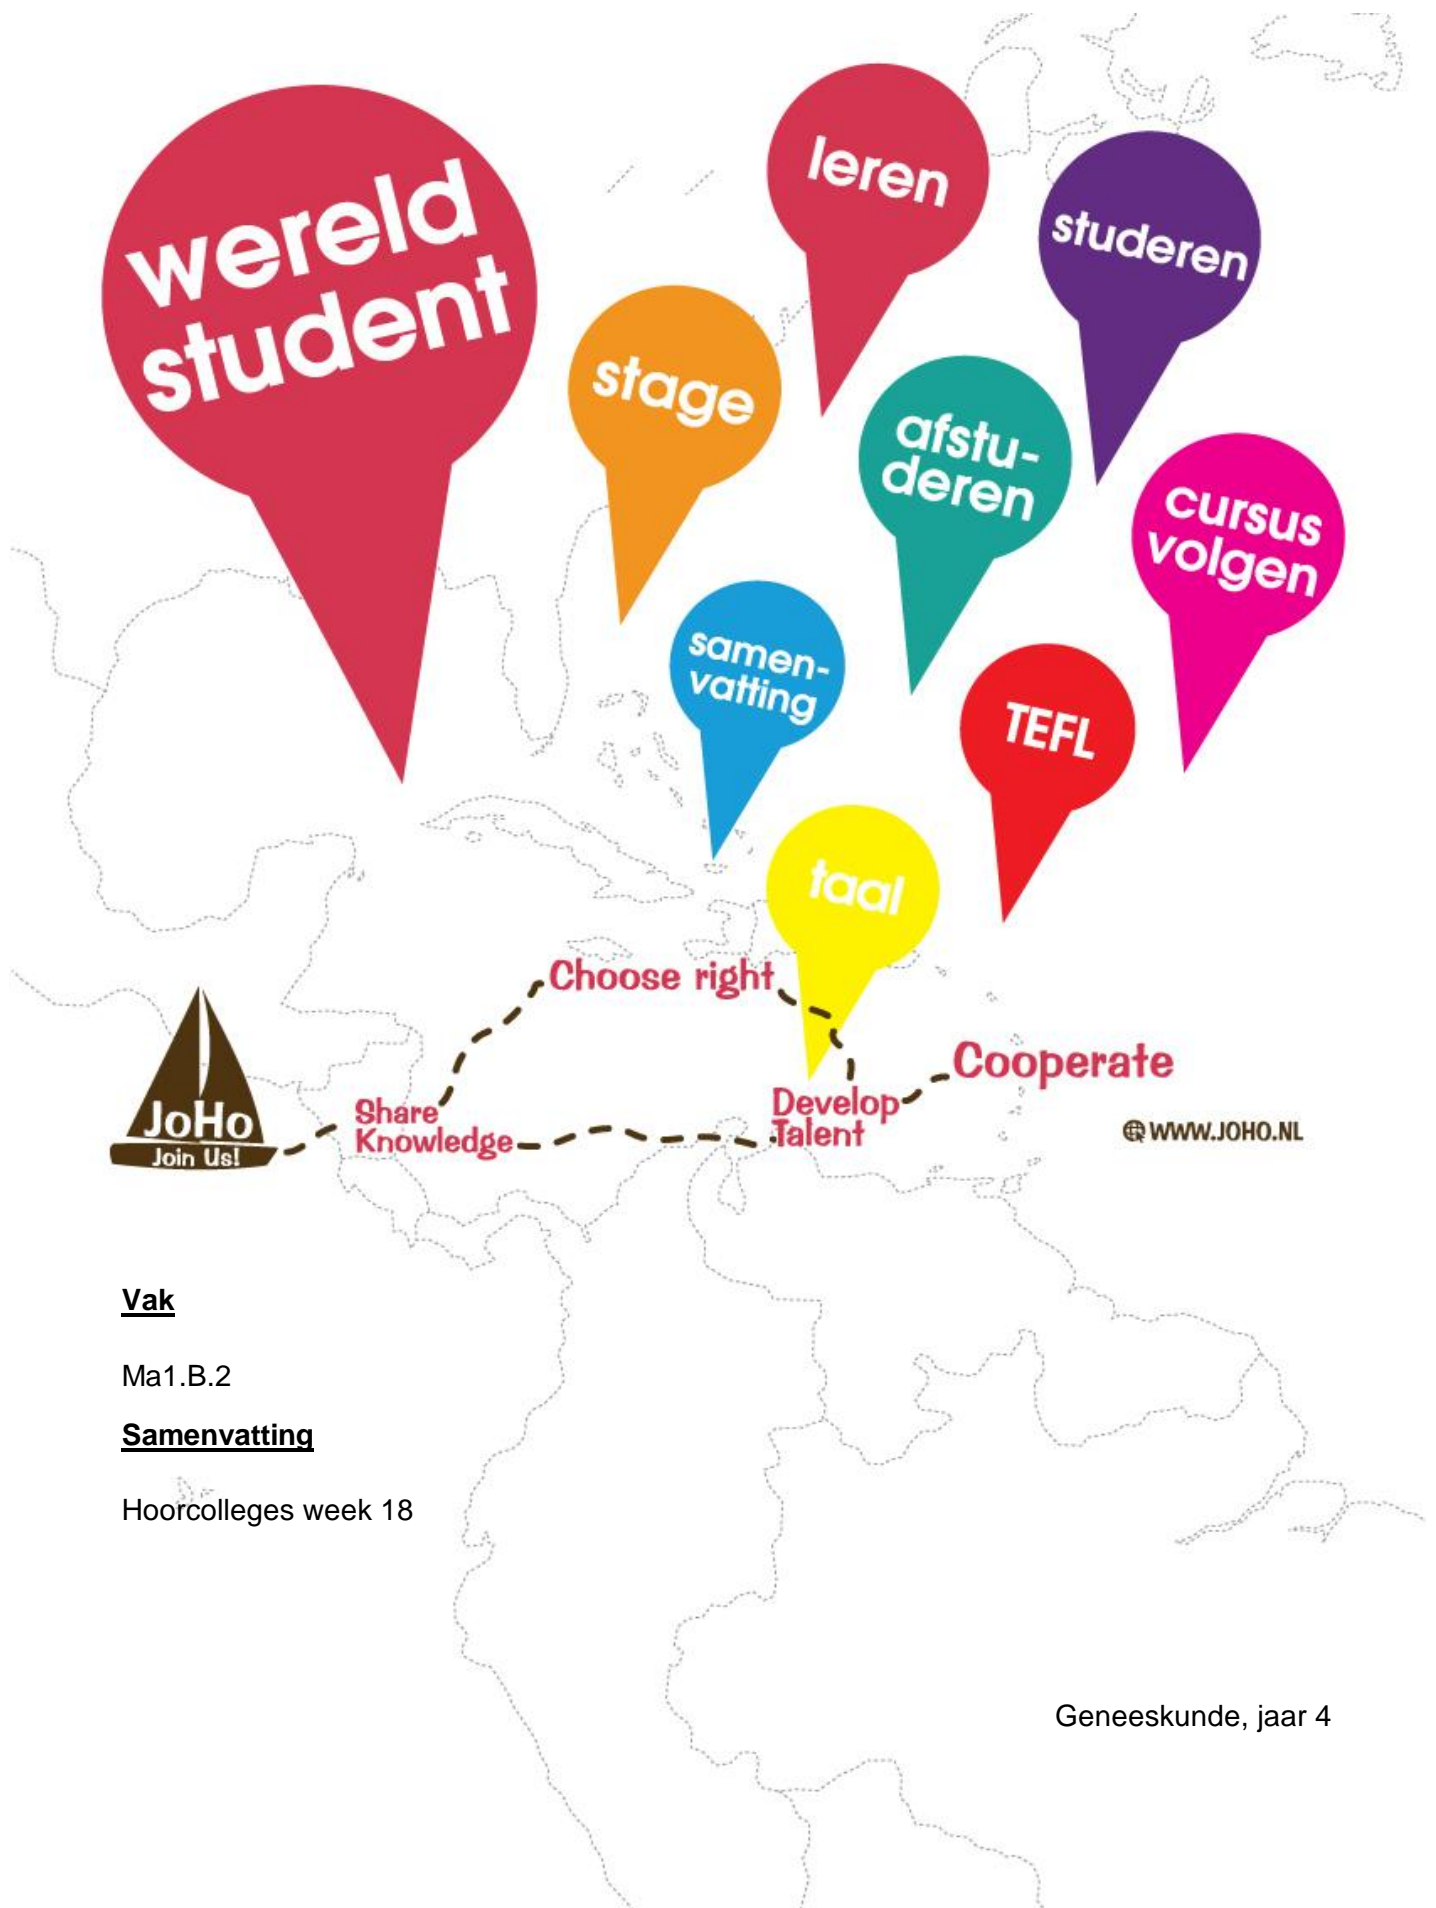 wereld
student
leren
studeren
stage
afstu-
deren
cursus
volgen
samen-
vatting
TEFL
taal
Choose right
Cooperate
JoHo
Join Us!
Share
Knowledge
Develop
Talent
WWW.JOHO.NL
Vak
Ma1.B.2
Samenvatting
Hoorcolleges week 18
Geneeskunde, jaar 4